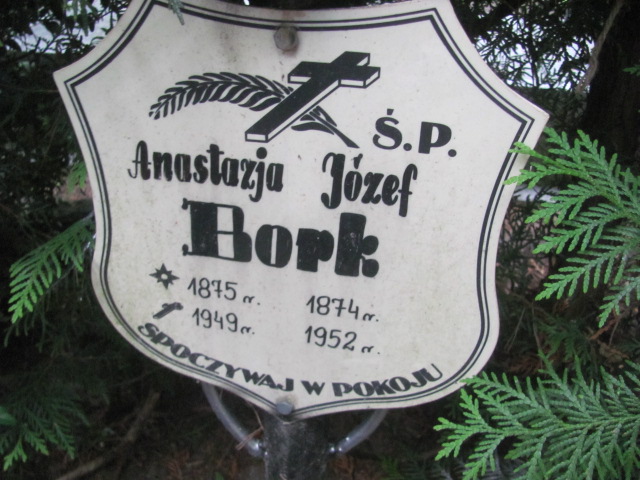 Ś.P.
Anastazja Józef
Bork
1875 r. 1874 r.
1949 r. 1952 r.
SPOCZYWAJ W POKOJU